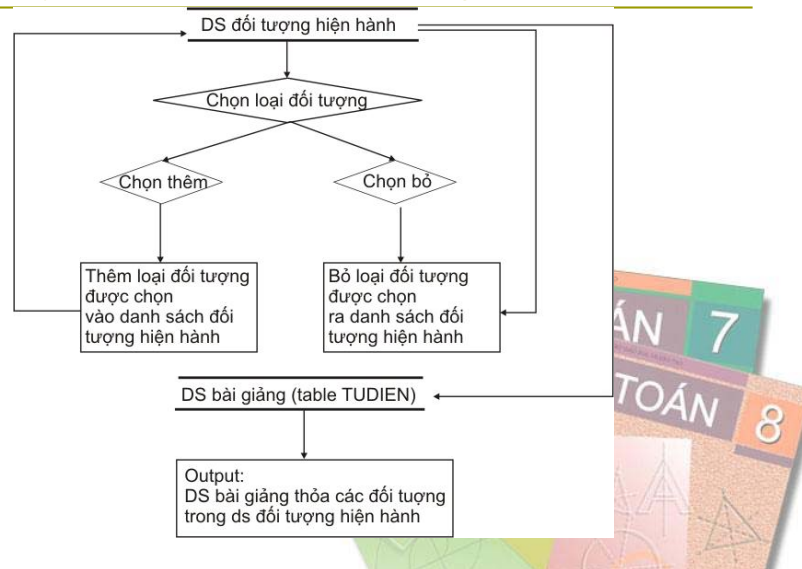 DS đối tượng hiện hành
Chọn loại đối tượng
Chọn thêm
Chọn bỏ
Thêm loại đối tượng
được chọn
vào danh sách đối
tượng hiện hành
Bỏ loại đối tượng
được chọn
ra danh sách đối
tượng hiện hành
DS bài giảng (table TUDIEN)
Output:
DS bài giảng thỏa các đối tuợng
trong ds đối tượng hiện hành
ÁN 7
TOÁN 8